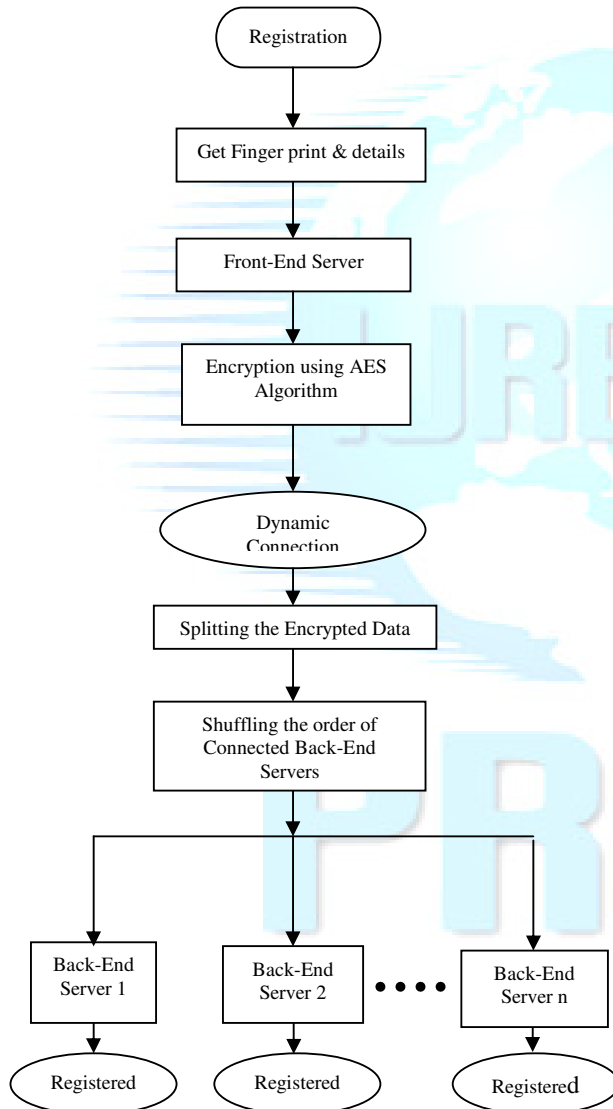 Registration
Get Finger print & details
Front-End Server
Encryption using AES
Algorithm
Dynamic
Connection
Splitting the Encrypted Data
Shuffling the order of
Connected Back-End
Servers
Back-End
Server 1
Back-End
Server 2
Back-End
Server n
Registered
Registered
Registered
IJRE
PR